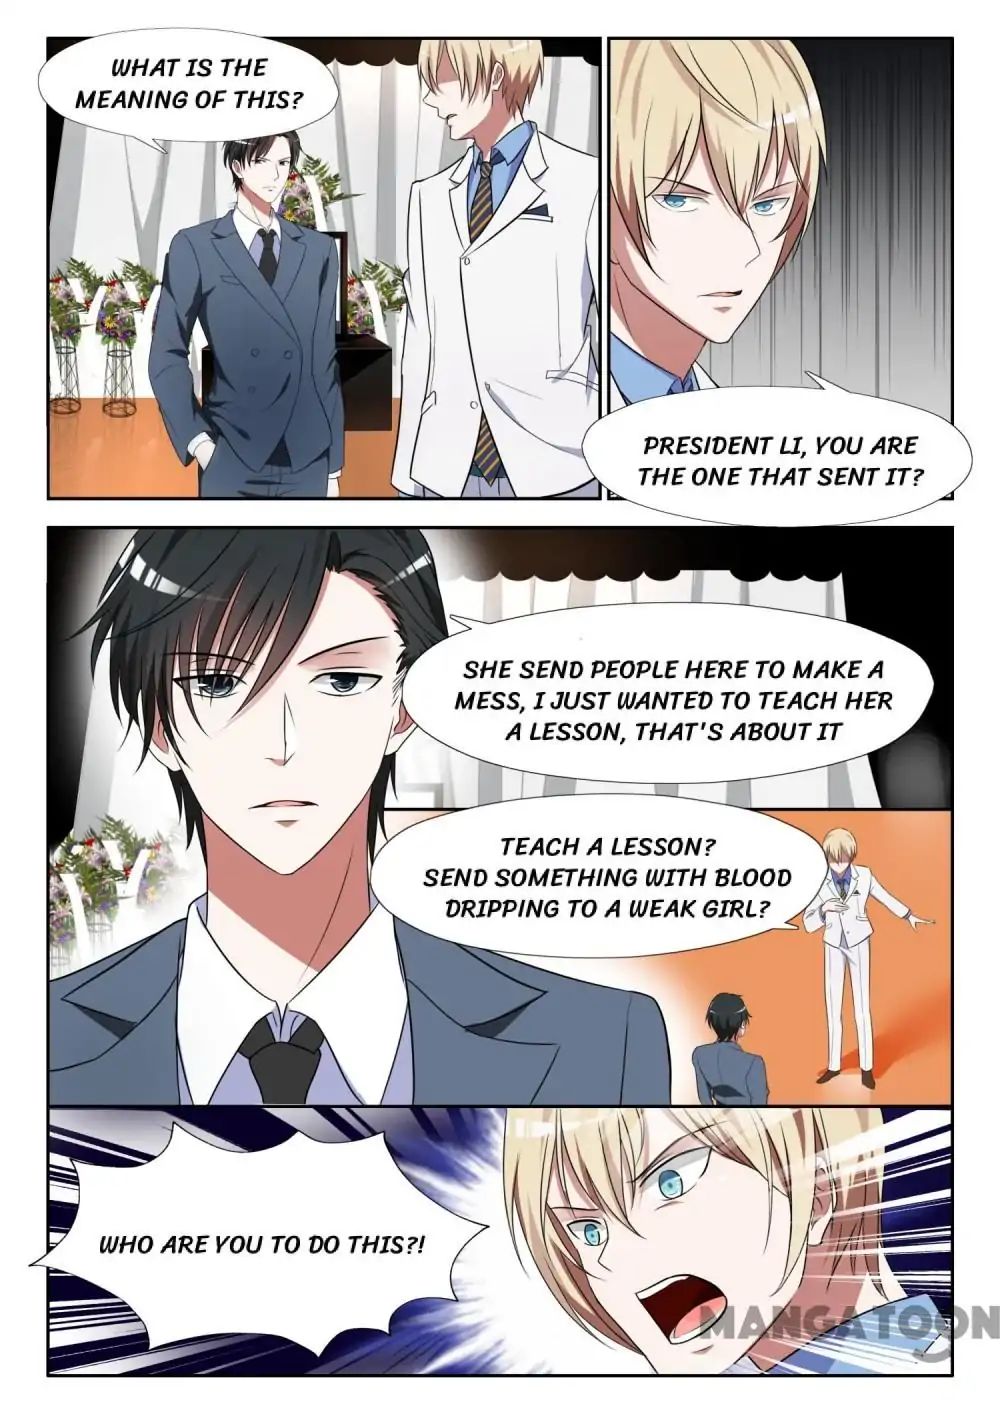 WHAT IS THE
MEANING OF THIS?
PRESIDENT LI, YOU ARE
THE ONE THAT SENT IT?
SHE SEND PEOPLE HERE TO MAKE A
MESS, I JUST WANTED TO TEACH HER
A LESSON, THAT'S ABOUT IT
TEACH A LESSON?
SEND SOMETHING WITH BLOOD
DRIPPING TO A WEAK GIRL?
WHO ARE YOU TO DO THIS?!
MANGATOON